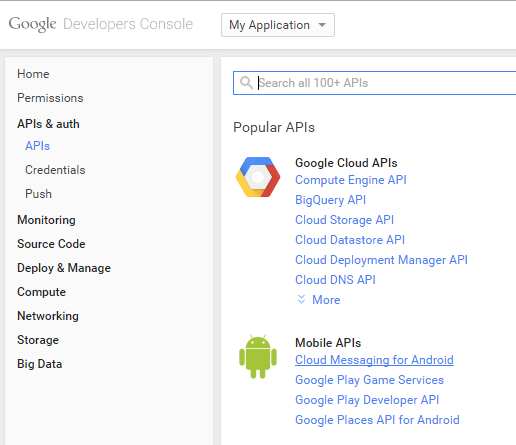 Google Developers Console
My Application
Home
Permissions
APIs & auth
APIs
Credentials
Push
Monitoring
Source Code
Deploy & Manage
Compute
Networking
Storage
Big Data
Search all 100+ APIs
Popular APIs
Google Cloud APIs
Compute Engine API
BigQuery API
Cloud Storage API
Cloud Datastore API
Cloud Deployment Manager API
Cloud DNS API
More
Mobile APIs
Cloud Messaging for Android
Google Play Game Services
Google Play Developer API
Google Places API for Android